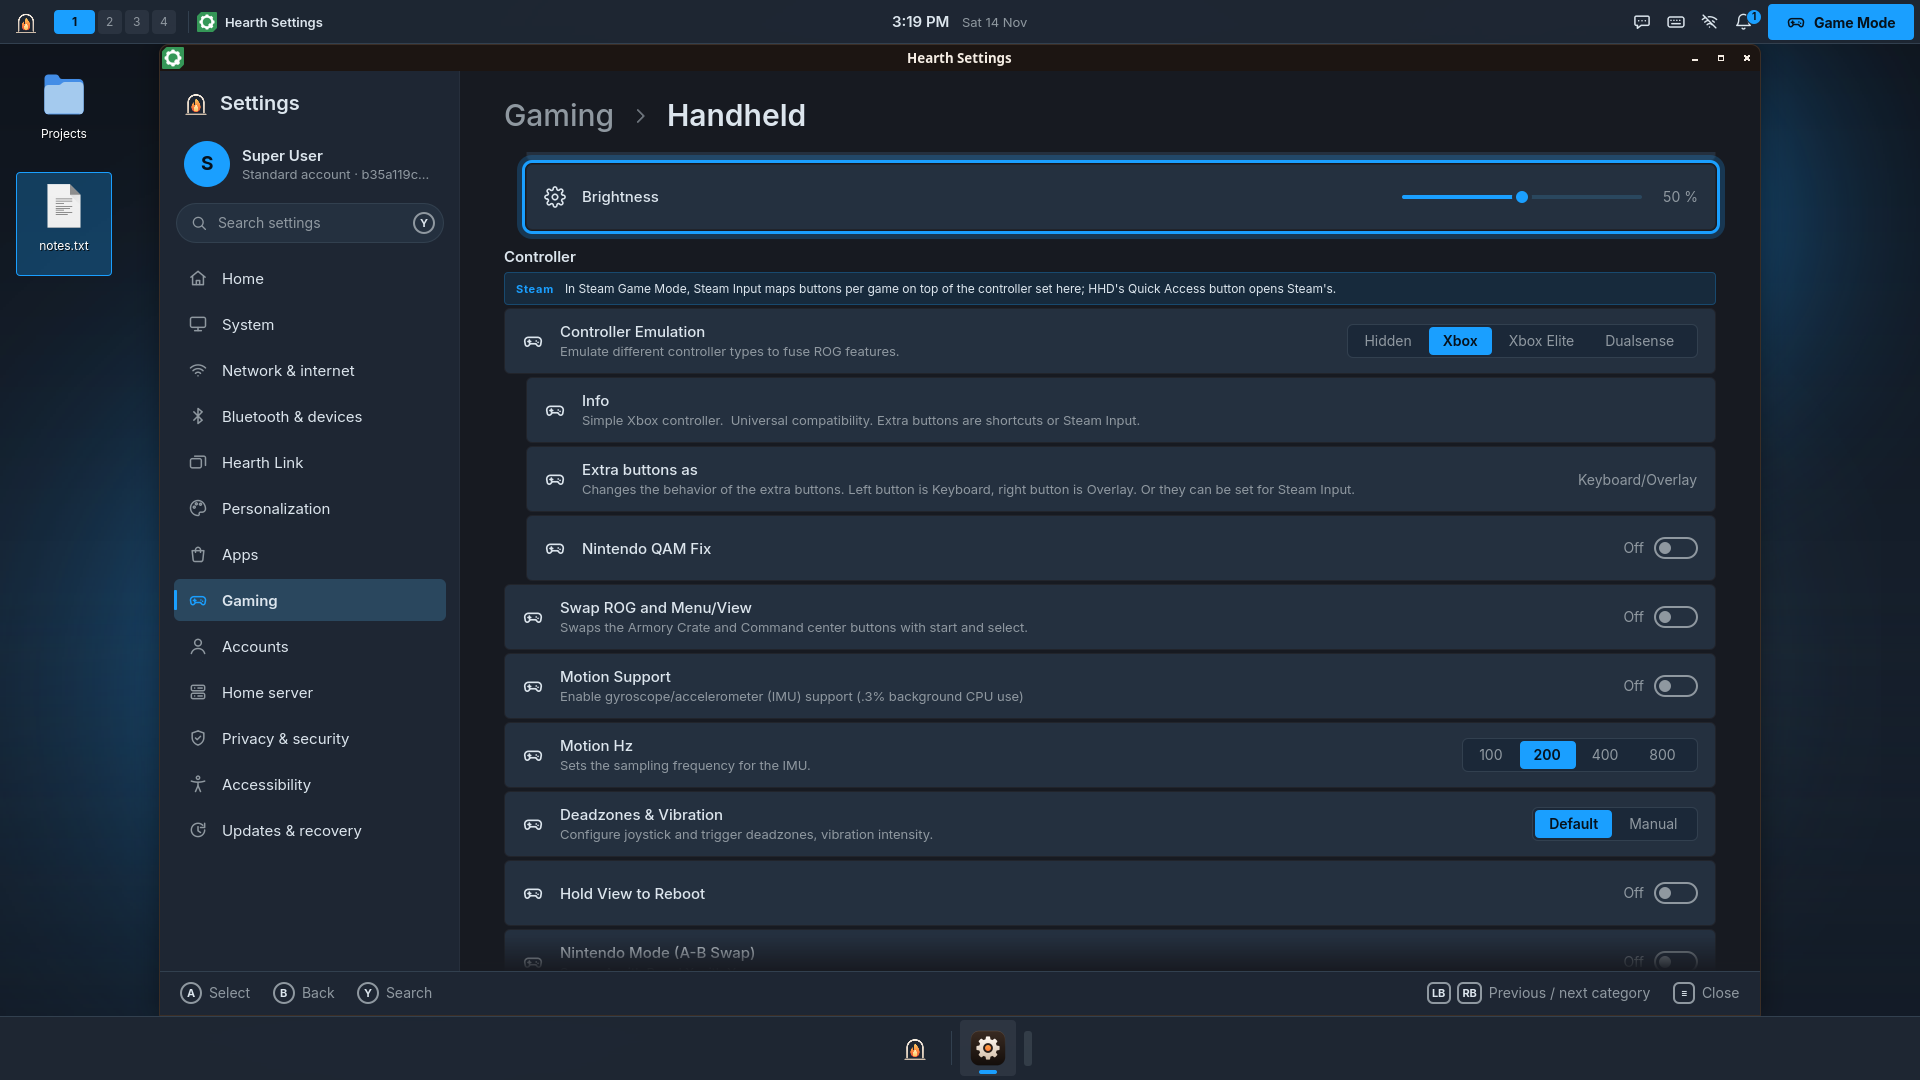 1 2 3 4 Hearth Settings 3:19 PM Sat 14 Nov 1 Game Mode
Hearth Settings
Projects
notes.txt
Settings
S Super User
Standard account · b35a119c...
Search settings Y
Home
System
Network & internet
Bluetooth & devices
Hearth Link
Personalization
Apps
Gaming
Accounts
Home server
Privacy & security
Accessibility
Updates & recovery
Gaming > Handheld
Brightness 50 %
Controller
Steam In Steam Game Mode, Steam Input maps buttons per game on top of the controller set here; HHD's Quick Access button opens Steam's.
Controller Emulation
Emulate different controller types to fuse ROG features.
Hidden Xbox Xbox Elite Dualsense
Info
Simple Xbox controller.  Universal compatibility. Extra buttons are shortcuts or Steam Input.
Extra buttons as
Changes the behavior of the extra buttons. Left button is Keyboard, right button is Overlay. Or they can be set for Steam Input.
Keyboard/Overlay
Nintendo QAM Fix Off
Swap ROG and Menu/View
Swaps the Armory Crate and Command center buttons with start and select.
Off
Motion Support
Enable gyroscope/accelerometer (IMU) support (.3% background CPU use)
Off
Motion Hz
Sets the sampling frequency for the IMU.
100 200 400 800
Deadzones & Vibration
Configure joystick and trigger deadzones, vibration intensity.
Default Manual
Hold View to Reboot Off
Nintendo Mode (A-B Swap)
Off
A Select B Back Y Search LB RB Previous / next category Close